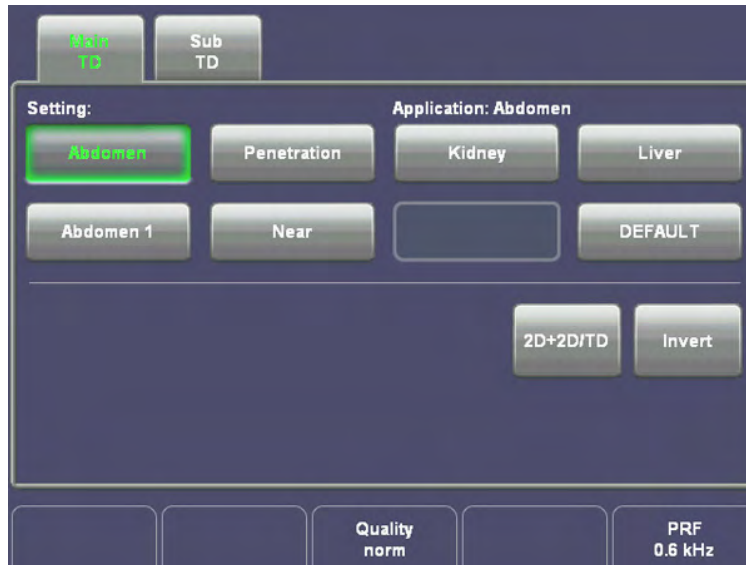 Main
TD
Sub
TD
Setting:
Application: Abdomen
Abdomen
Penetration
Kidney
Liver
Abdomen 1
Near
DEFAULT
2D+2D/TD
Invert
Quality
norm
PRF
0.6 kHz